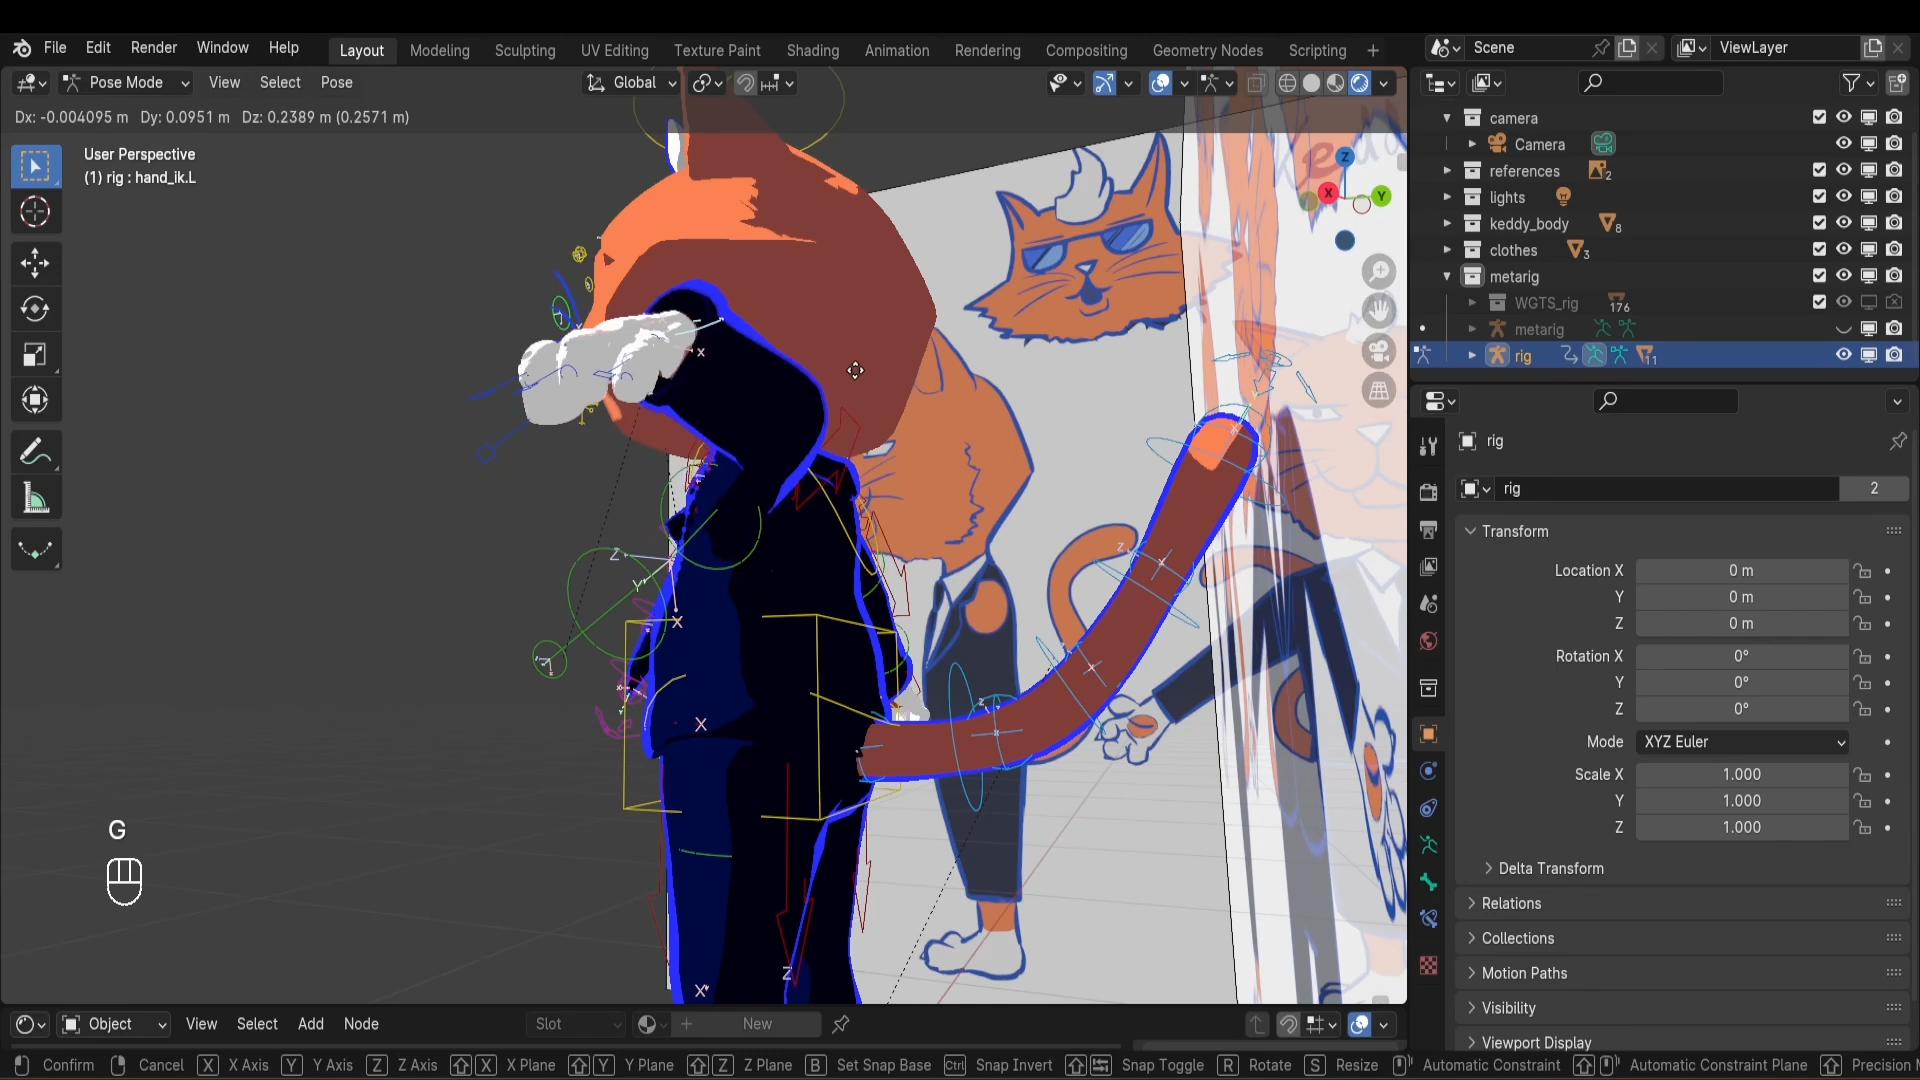 File Edit Render Window Help Layout Modeling Sculpting UV Editing Texture Paint Shading Animation Rendering Compositing Geometry Nodes Scripting + Scene ViewLayer
Pose Mode View Select Pose Global
Dx: -0.004095 m Dy: 0.0951 m Dz: 0.2389 m (0.2571 m)
User Perspective
(1) rig : hand_ik.L
camera
Camera
references 2
lights
keddy_body 8
clothes 3
metarig
WGTS_rig 176
metarig
rig 11
Z
X
Y
rig
rig 2
Transform
Location X 0 m
Y 0 m
Z 0 m
Rotation X 0°
Y 0°
Z 0°
Mode XYZ Euler
Scale X 1.000
Y 1.000
Z 1.000
Delta Transform
Relations
Collections
Motion Paths
Visibility
Viewport Display
G
Object View Select Add Node Slot New
Confirm Cancel X X Axis Y Y Axis Z Z Axis X X Plane Y Y Plane Z Z Plane B Set Snap Base Ctrl Snap Invert Snap Toggle R Rotate S Resize Automatic Constraint Automatic Constraint Plane Precision